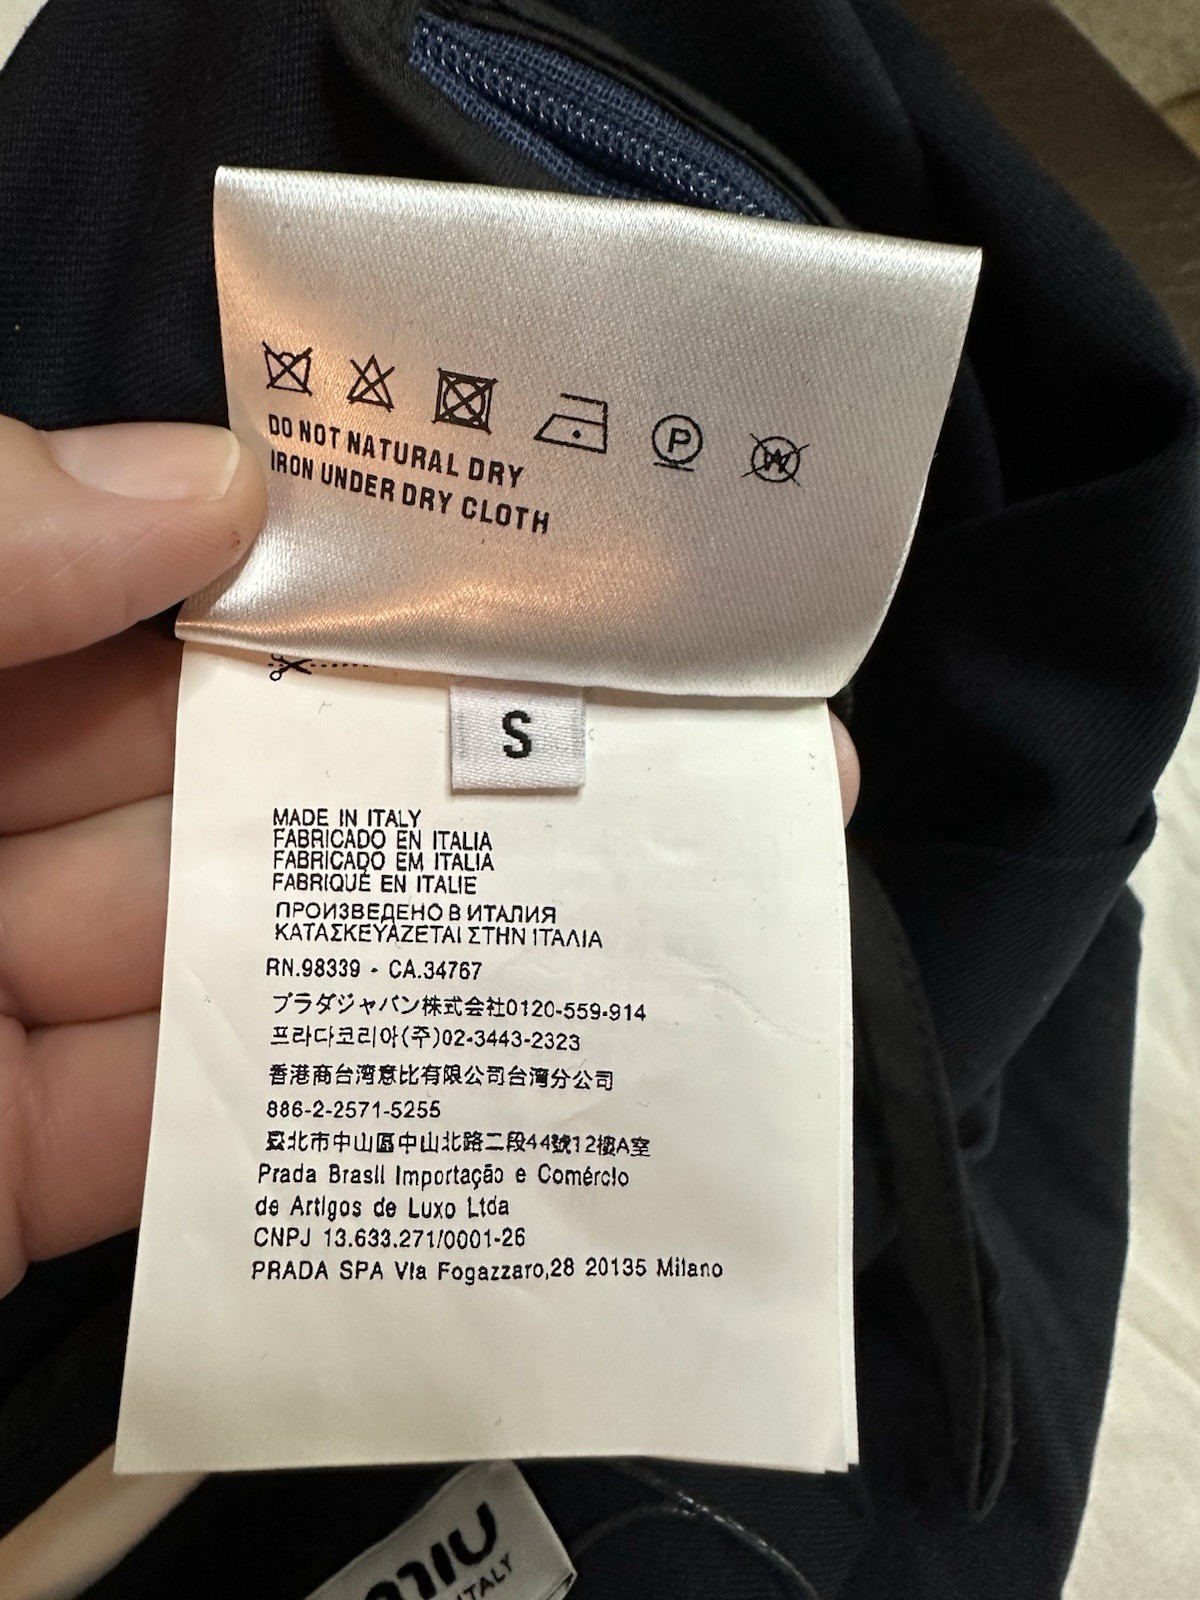 DO NOT NATURAL DRY
IRON UNDER DRY CLOTH
S
MADE IN ITALY
FABRICADO EN ITALIA
FABRICADO EM ITALIA
FABRIQUÉ EN ITALIE
ПРОИЗВЕДЕНО В ИТАЛИЯ
ΚΑΤΑΣΚΕΥΑΖΕΤΑΙ ΣΤΗΝ ΙΤΑΛΙΑ
RN.98339 - CA.34767
プラダジャパン株式会社0120-559-914
프라다코리아(주)02-3443-2323
香港商台湾意比有限公司台湾分公司
886-2-2571-5255
臺北市中山區中山北路二段44號12樓A室
Prada Brasil Importação e Comércio
de Artigos de Luxo Ltda
CNPJ 13.633.271/0001-26
PRADA SPA Via Fogazzaro,28 20135 Milano
ITALY